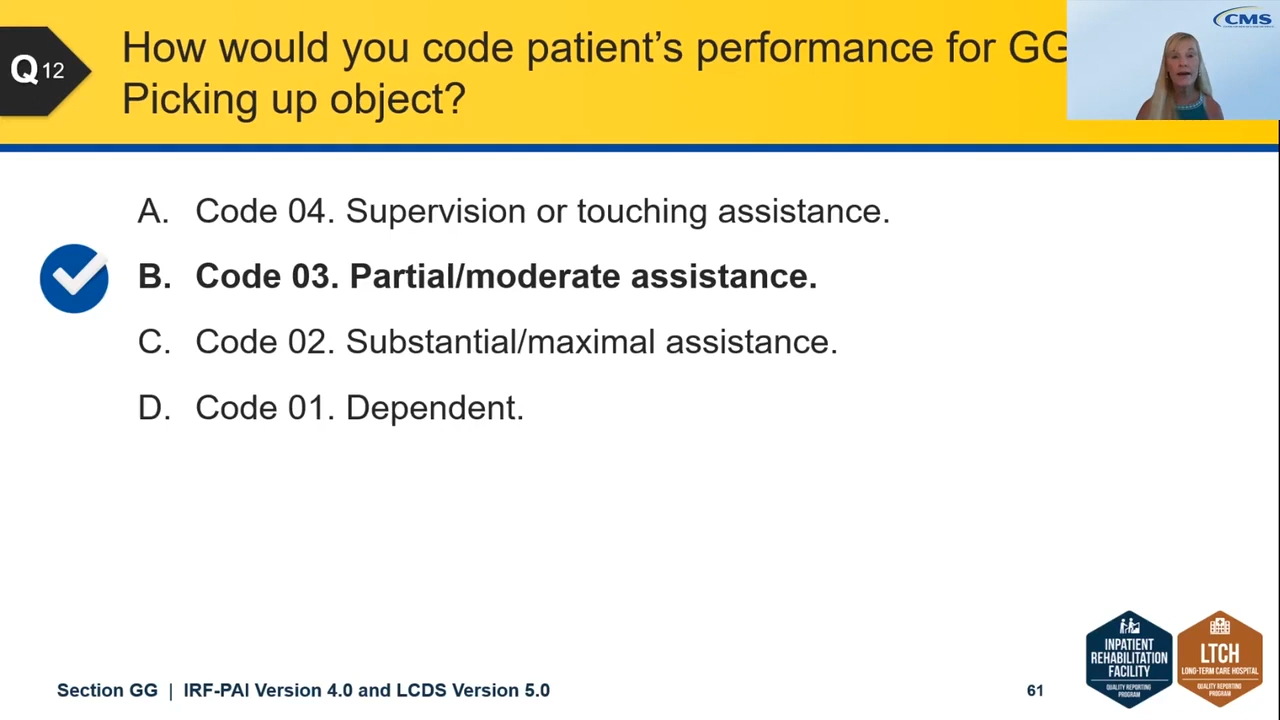 Q12
How would you code patient's performance for GG
Picking up object?
CMS
A. Code 04. Supervision or touching assistance.
B. Code 03. Partial/moderate assistance.
C. Code 02. Substantial/maximal assistance.
D. Code 01. Dependent.
INPATIENT
REHABILITATION
FACILITY
QUALITY REPORTING
PROGRAM
LTCH
LONG-TERM CARE HOSPITAL
QUALITY REPORTING
PROGRAM
Section GG | IRF-PAI Version 4.0 and LCDS Version 5.0
61